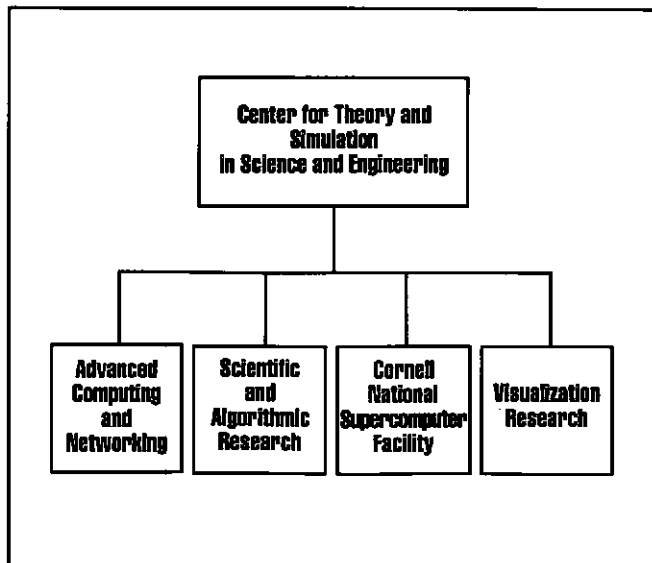 Center for Theory and
Simulation
in Science and Engineering
Advanced
Computing
and
Networking
Scientific
and
Algorithmic
Research
Cornell
National
Supercomputer
Facility
Visualization
Research